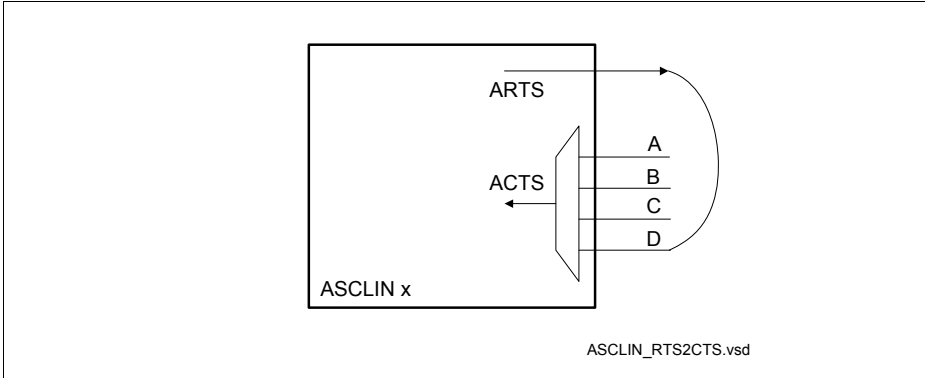 ARTS
A
B
ACTS
C
D
ASCLIN x
ASCLIN_RTS2CTS.vsd